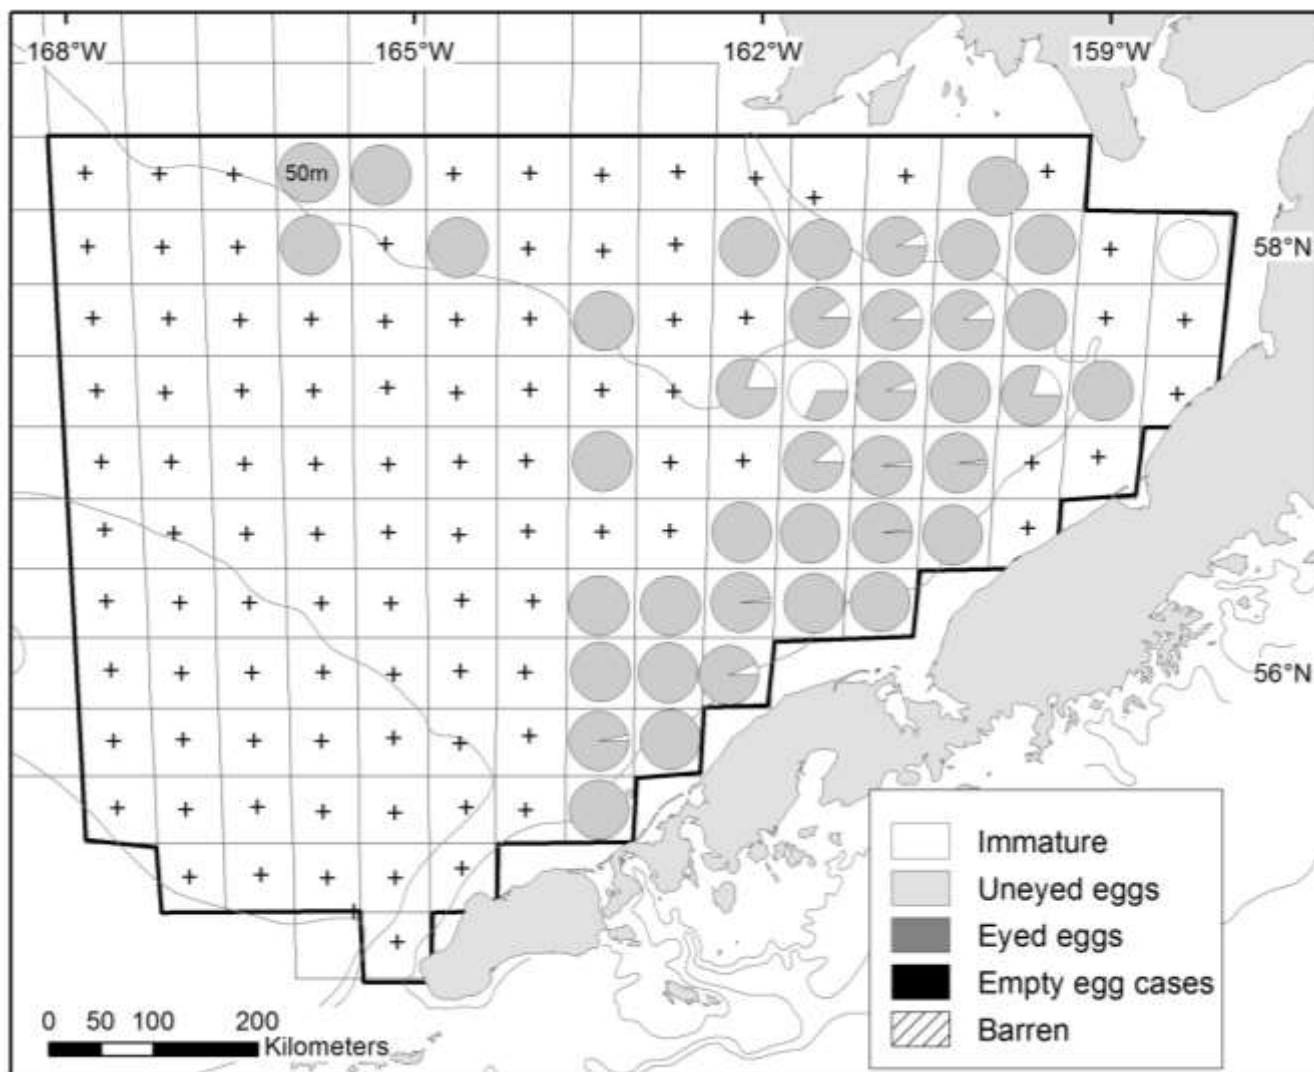 168°W 165°W 162°W 159°W
50m
58°N
56°N
Immature
Uneyed eggs
Eyed eggs
Empty egg cases
Barren
0 50 100 200
Kilometers